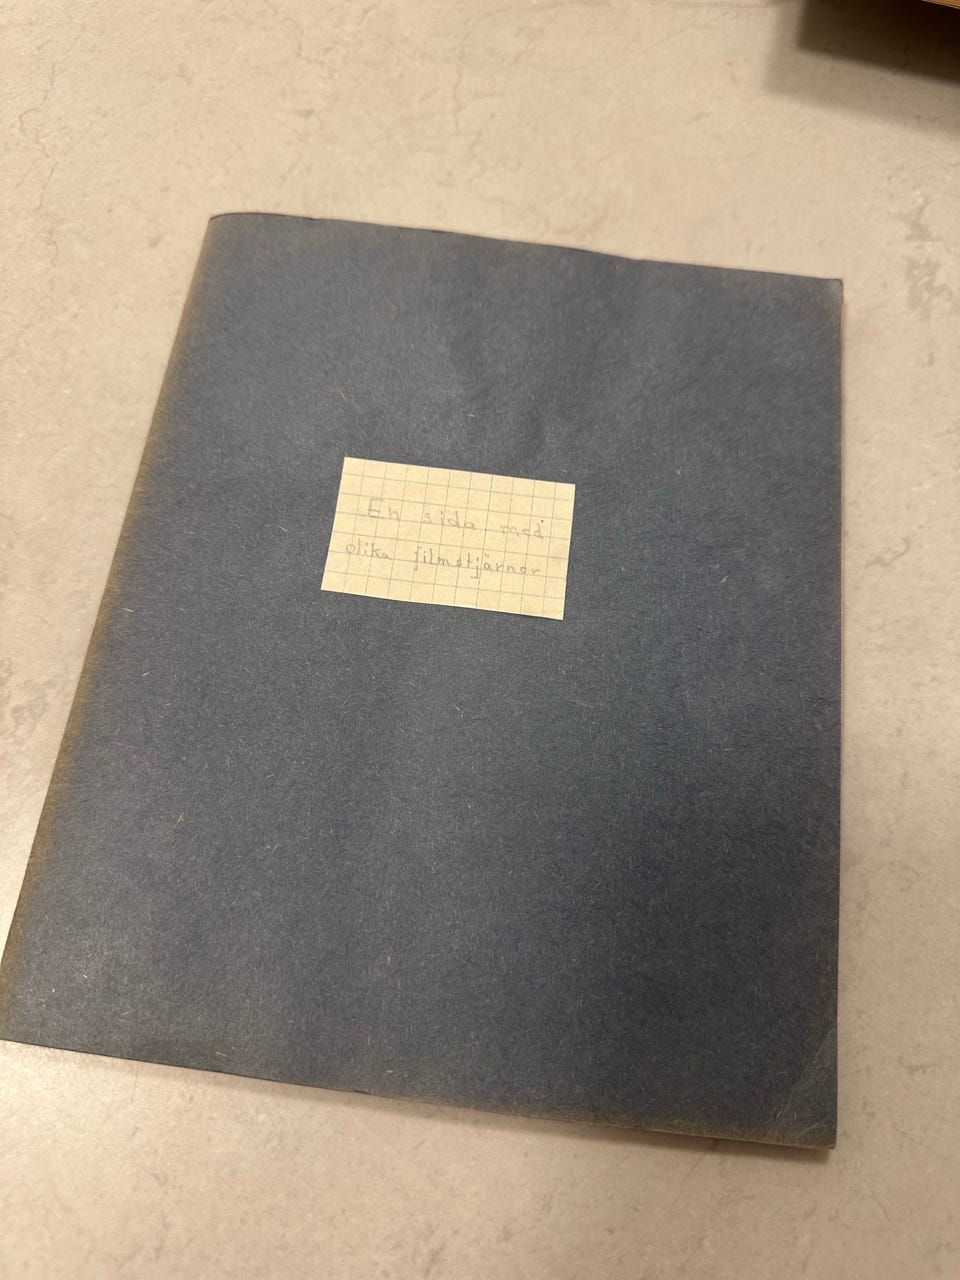 En sida med
olika filmstjärnor